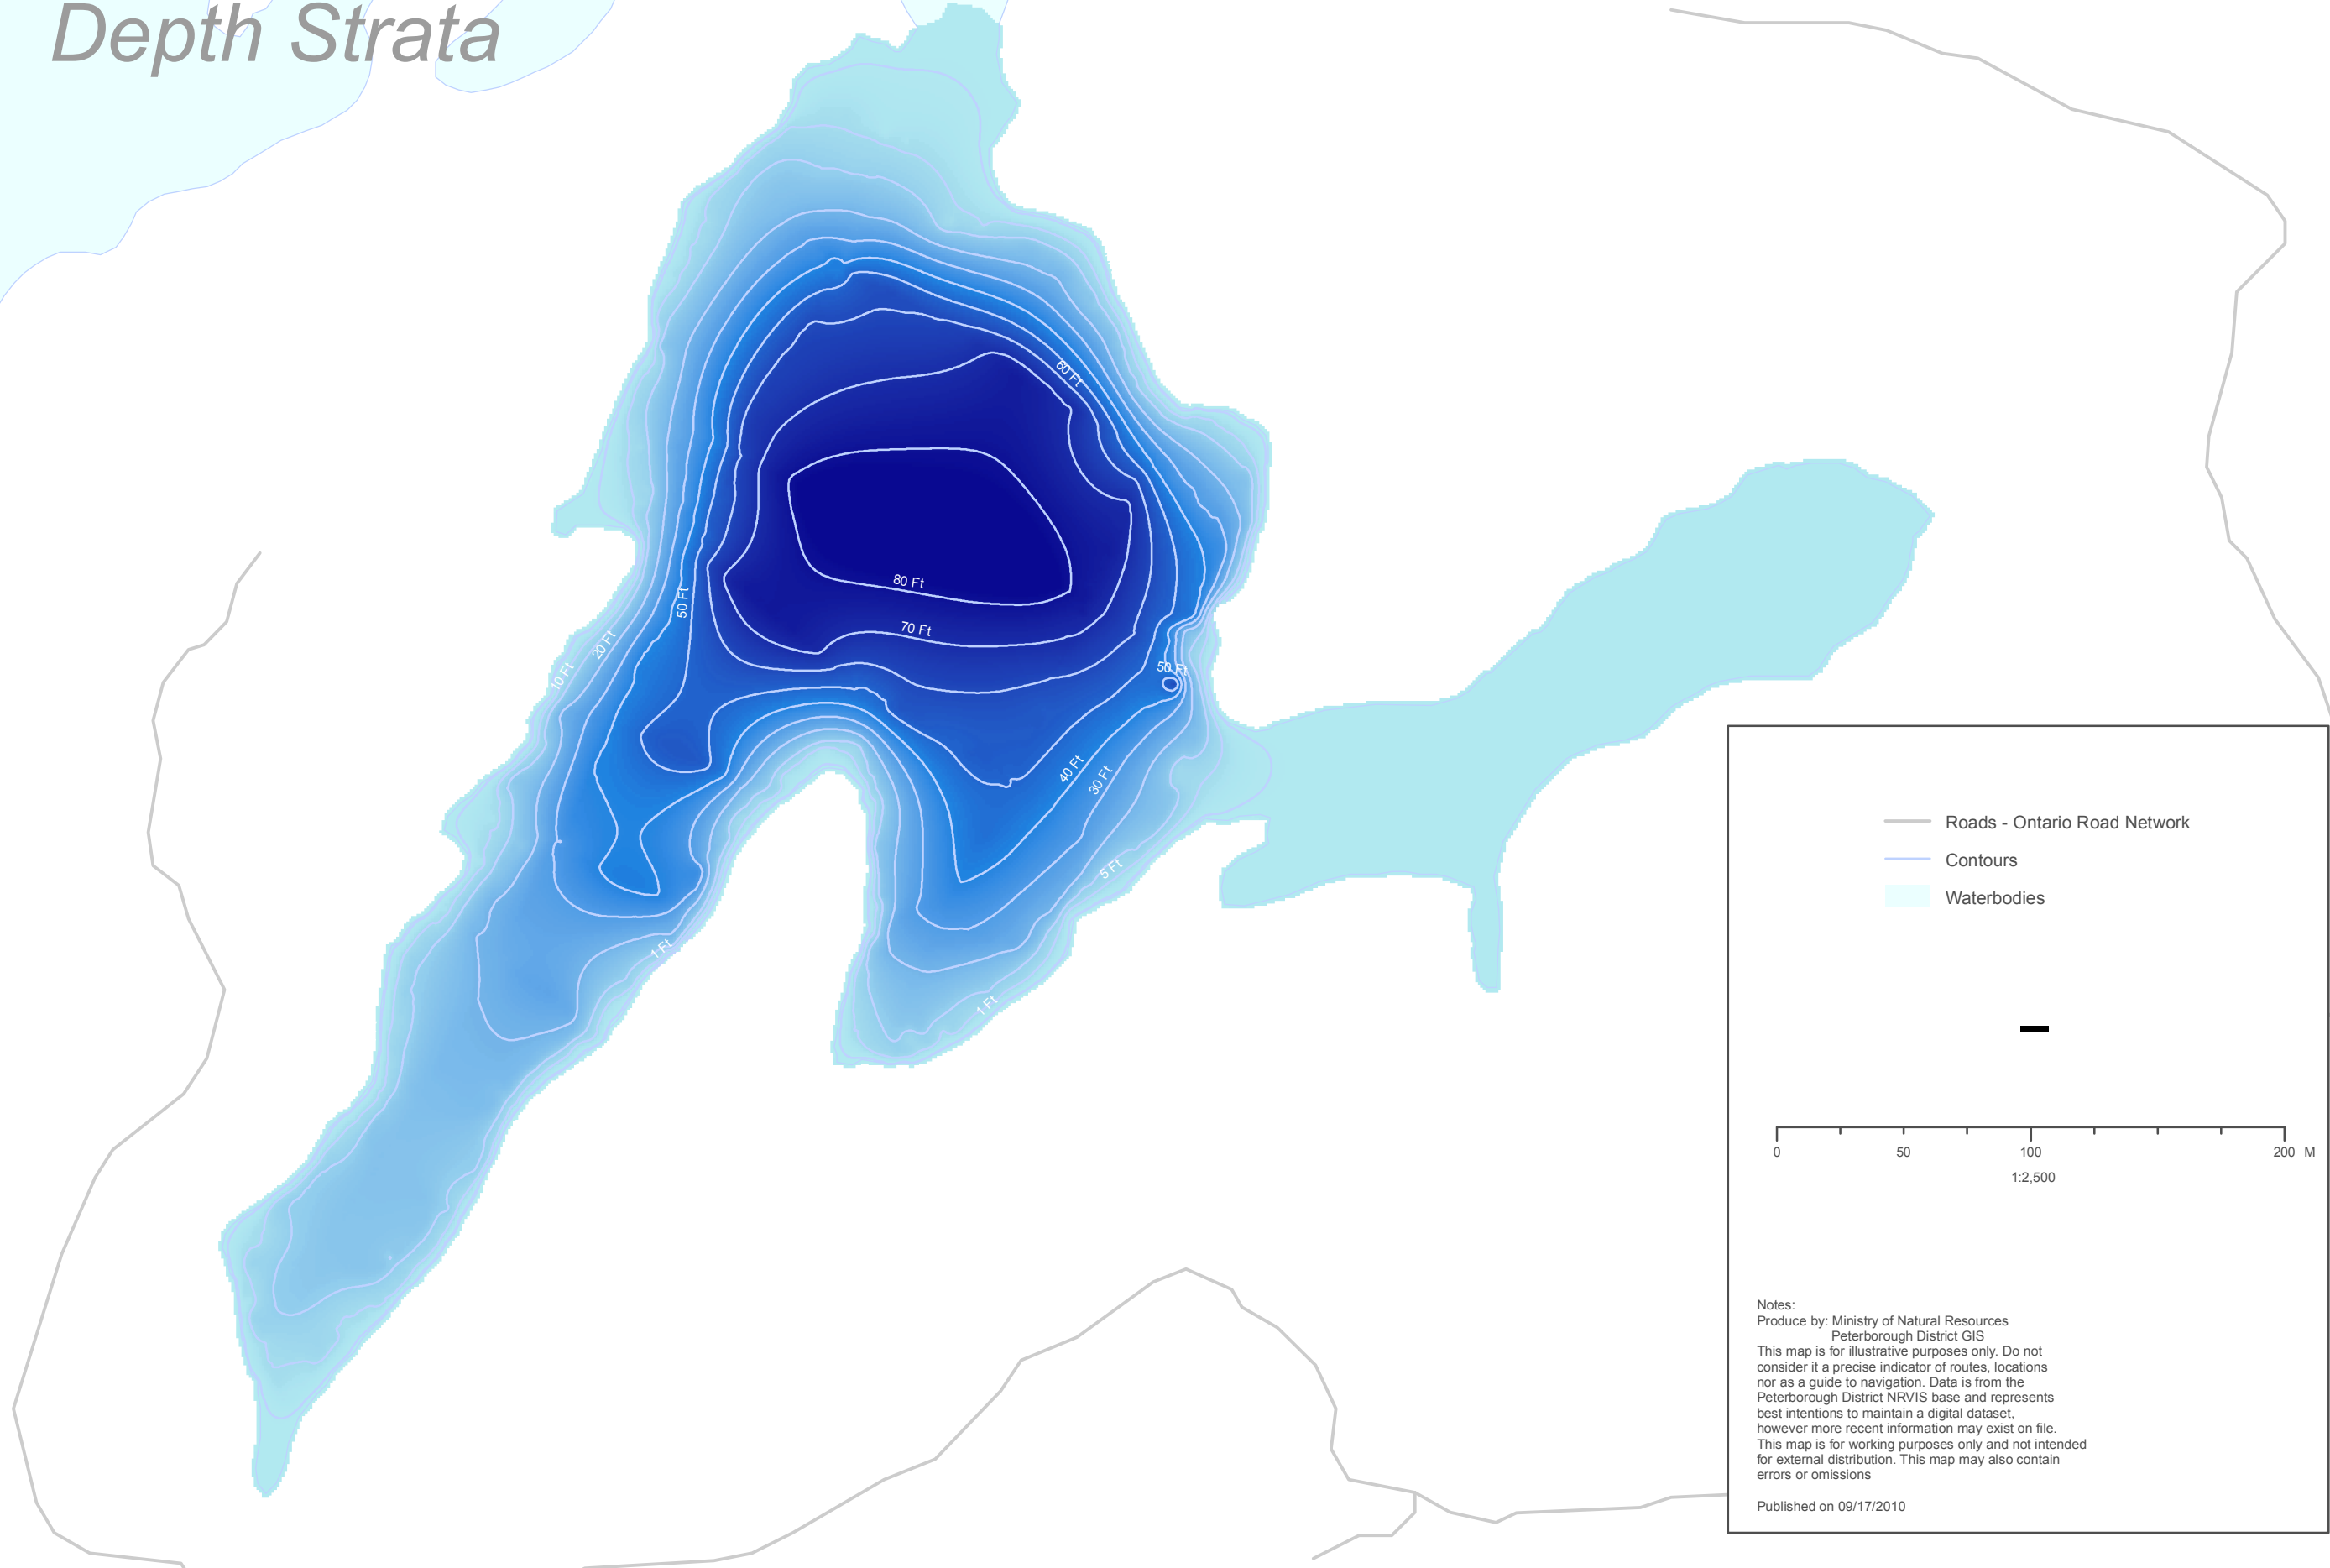 Depth Strata
60 Ft
80 Ft
50 Ft
70 Ft
20 Ft
10 Ft
50 Ft
40 Ft
30 Ft
5 Ft
1 Ft
1 Ft
Roads - Ontario Road Network
Contours
Waterbodies
0 50 100 200 M
1:2,500
Notes:
Produce by: Ministry of Natural Resources
Peterborough District GIS
This map is for illustrative purposes only. Do not
consider it a precise indicator of routes, locations
nor as a guide to navigation. Data is from the
Peterborough District NRVIS base and represents
best intentions to maintain a digital dataset,
however more recent information may exist on file.
This map is for working purposes only and not intended
for external distribution. This map may also contain
errors or omissions
Published on 09/17/2010